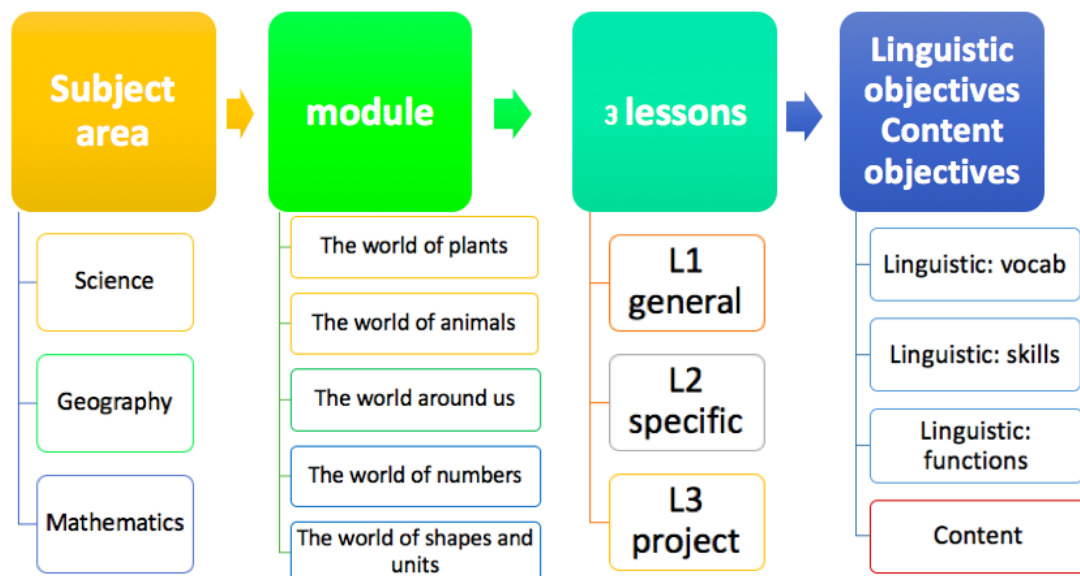 Subject
area
module
3 lessons
Linguistic
objectives
Content
objectives
Science
Geography
Mathematics
The world of plants
The world of animals
The world around us
The world of numbers
The world of shapes and
units
L1
general
L2
specific
L3
project
Linguistic: vocab
Linguistic: skills
Linguistic:
functions
Content